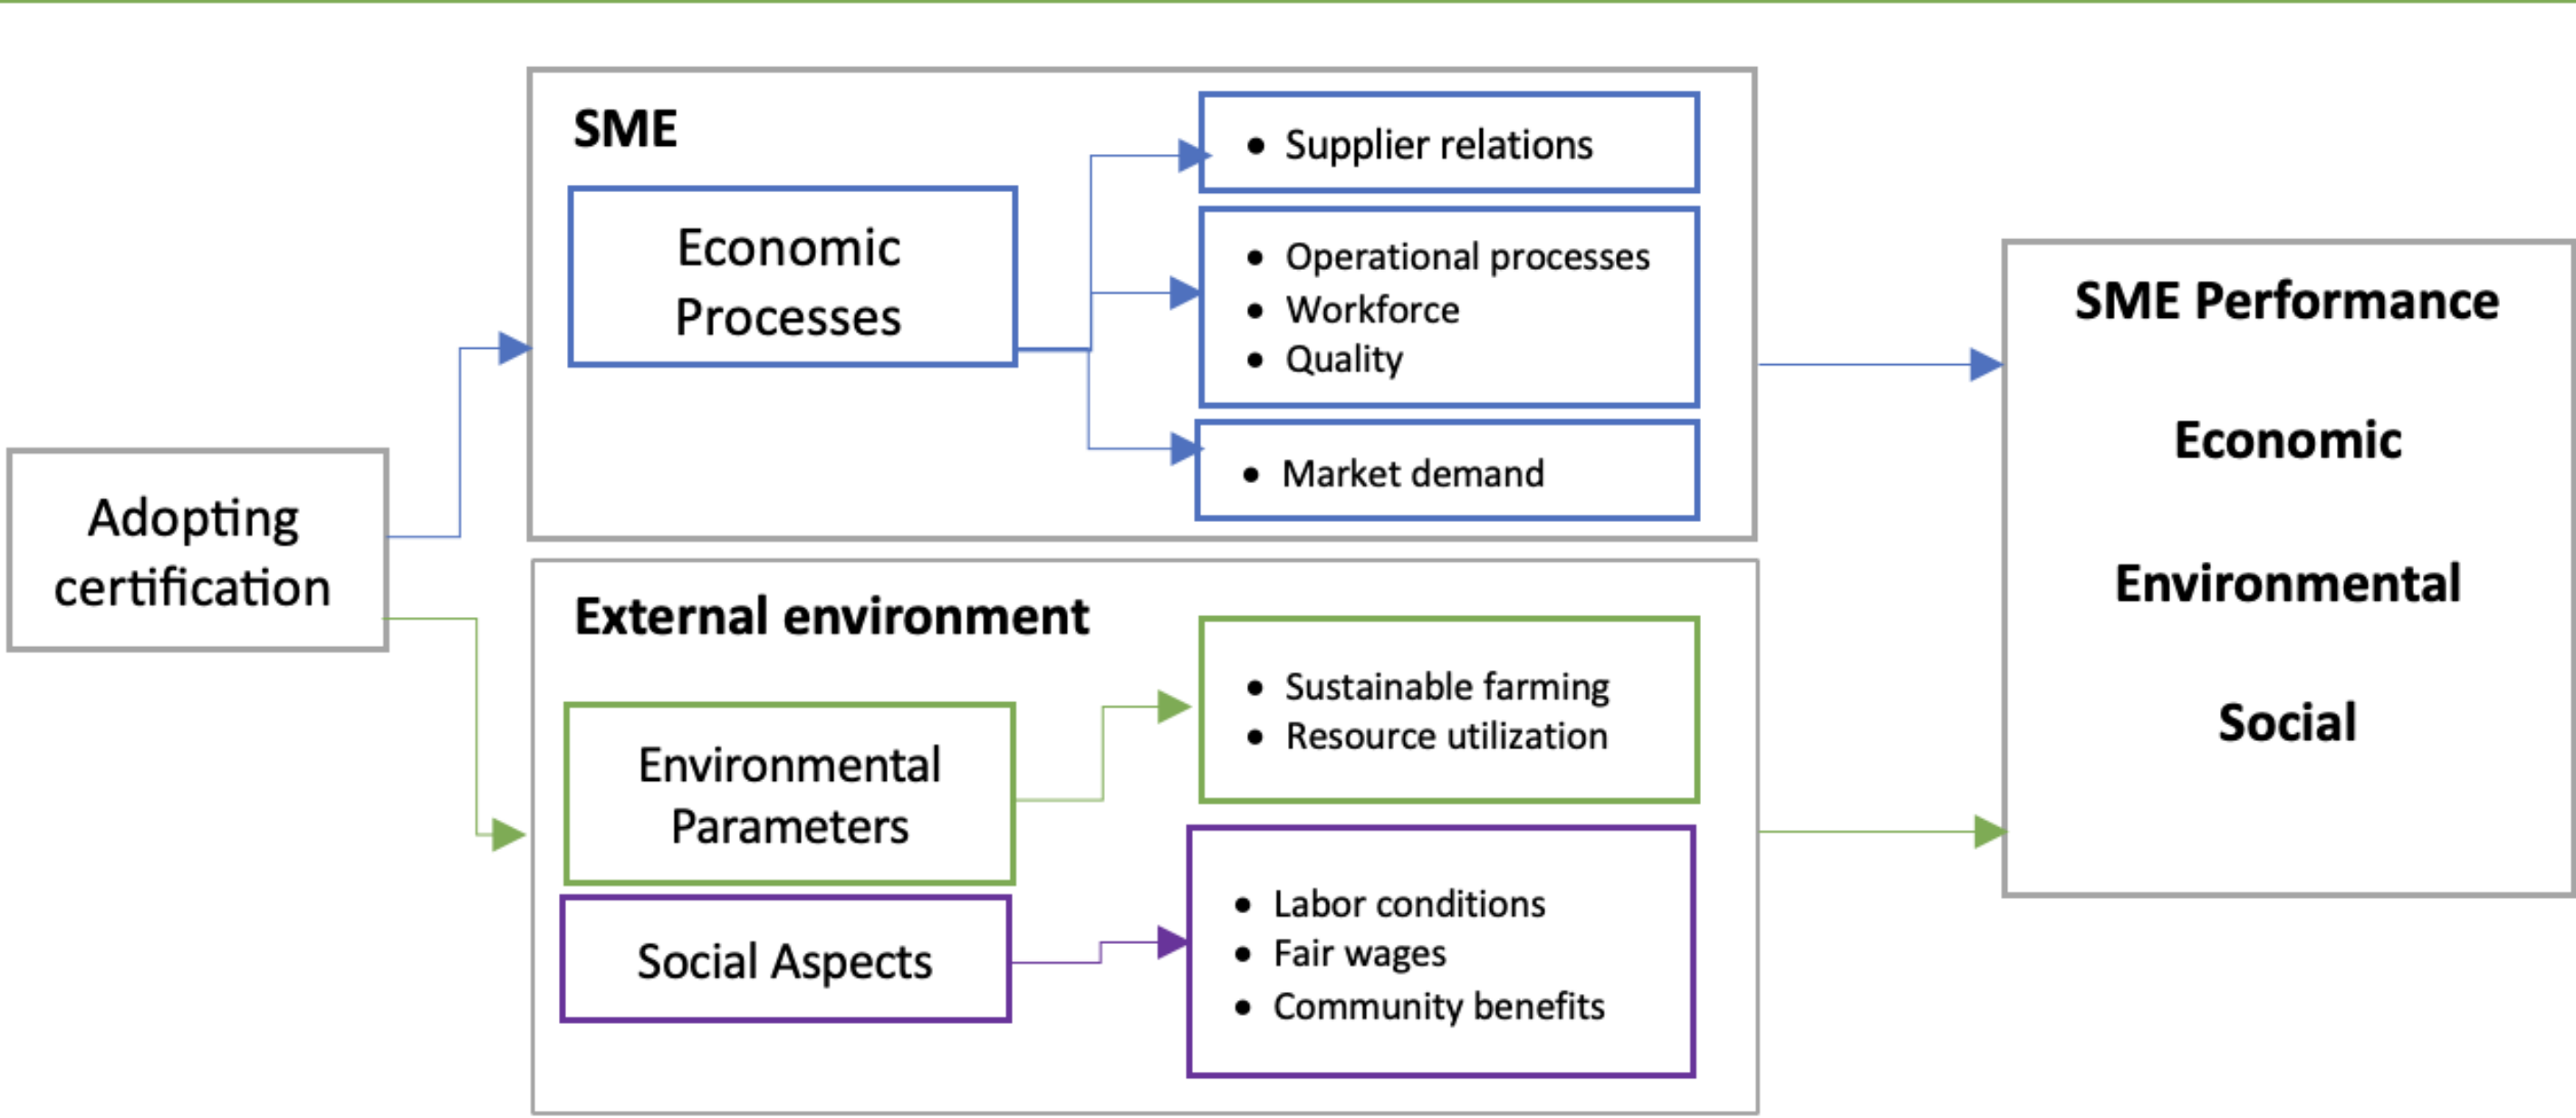 SME
Economic
Processes
• Supplier relations
• Operational processes
• Workforce
• Quality
• Market demand
Adopting
certification
External environment
Environmental
Parameters
• Sustainable farming
• Resource utilization
Social Aspects
• Labor conditions
• Fair wages
• Community benefits
SME Performance
Economic
Environmental
Social